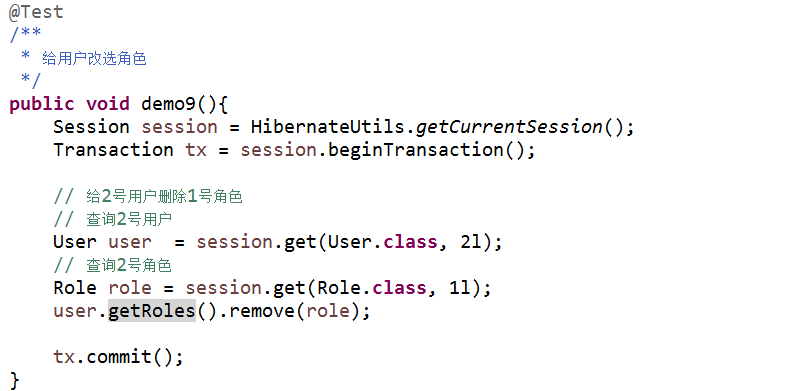 @Test
/**
 * 给用户改选角色
 */
public void demo9(){
    Session session = HibernateUtils.getCurrentSession();
    Transaction tx = session.beginTransaction();
    // 给2号用户删除1号角色
    // 查询2号用户
    User user  = session.get(User.class, 2l);
    // 查询2号角色
    Role role = session.get(Role.class, 1l);
    user.getRoles().remove(role);
    tx.commit();
}